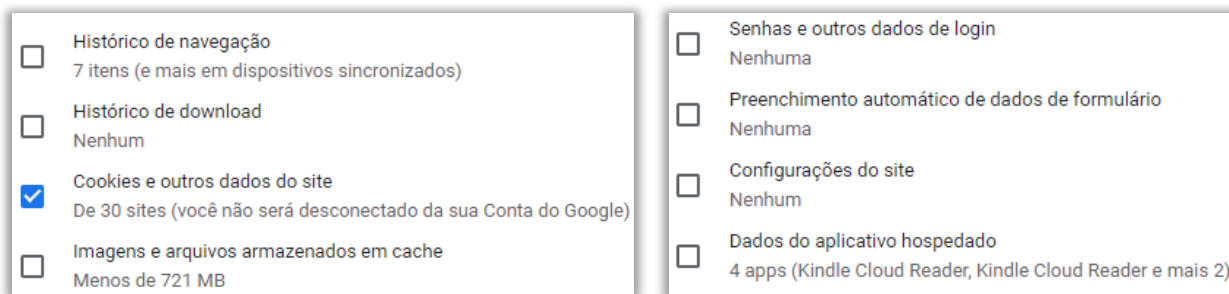 Histórico de navegação
7 itens (e mais em dispositivos sincronizados)
Histórico de download
Nenhum
Cookies e outros dados do site
De 30 sites (você não será desconectado da sua Conta do Google)
Imagens e arquivos armazenados em cache
Menos de 721 MB
Senhas e outros dados de login
Nenhuma
Preenchimento automático de dados de formulário
Nenhuma
Configurações do site
Nenhum
Dados do aplicativo hospedado
4 apps (Kindle Cloud Reader, Kindle Cloud Reader e mais 2)